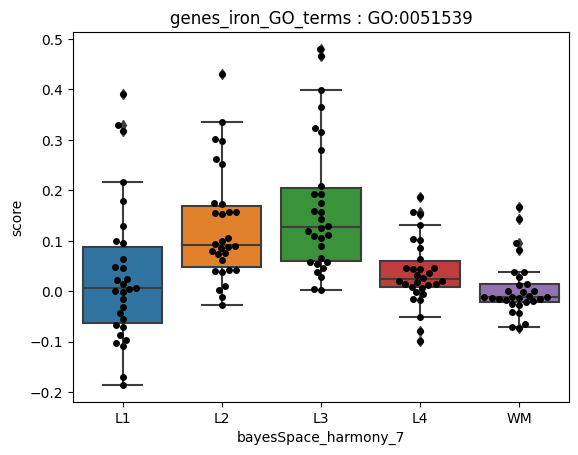 genes_iron_GO_terms : GO:0051539
0.5
0.4
0.3
0.2
0.1
0.0
−0.1
−0.2
score
L1 L2 L3 L4 WM
bayesSpace_harmony_7